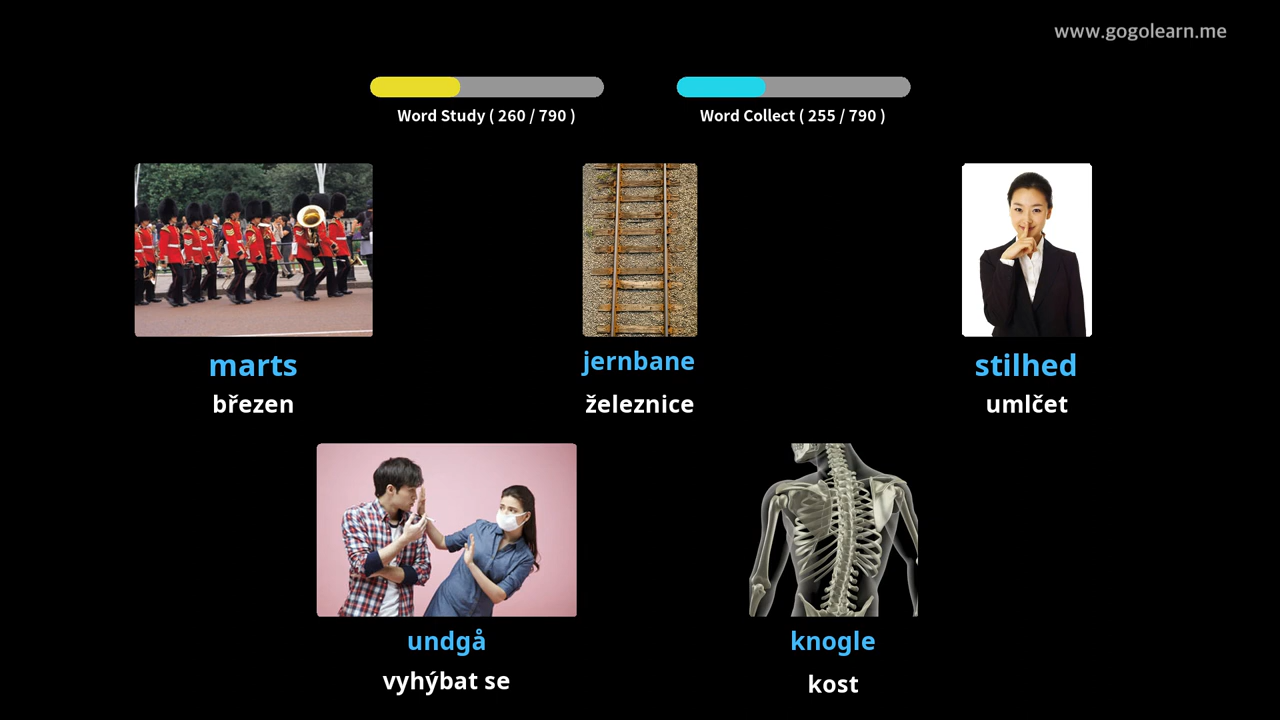 www.gogolearn.me
Word Study ( 260 / 790 )
Word Collect ( 255 / 790 )
marts
březen
jernbane
železnice
stilhed
umlčet
undgå
vyhýbat se
knogle
kost